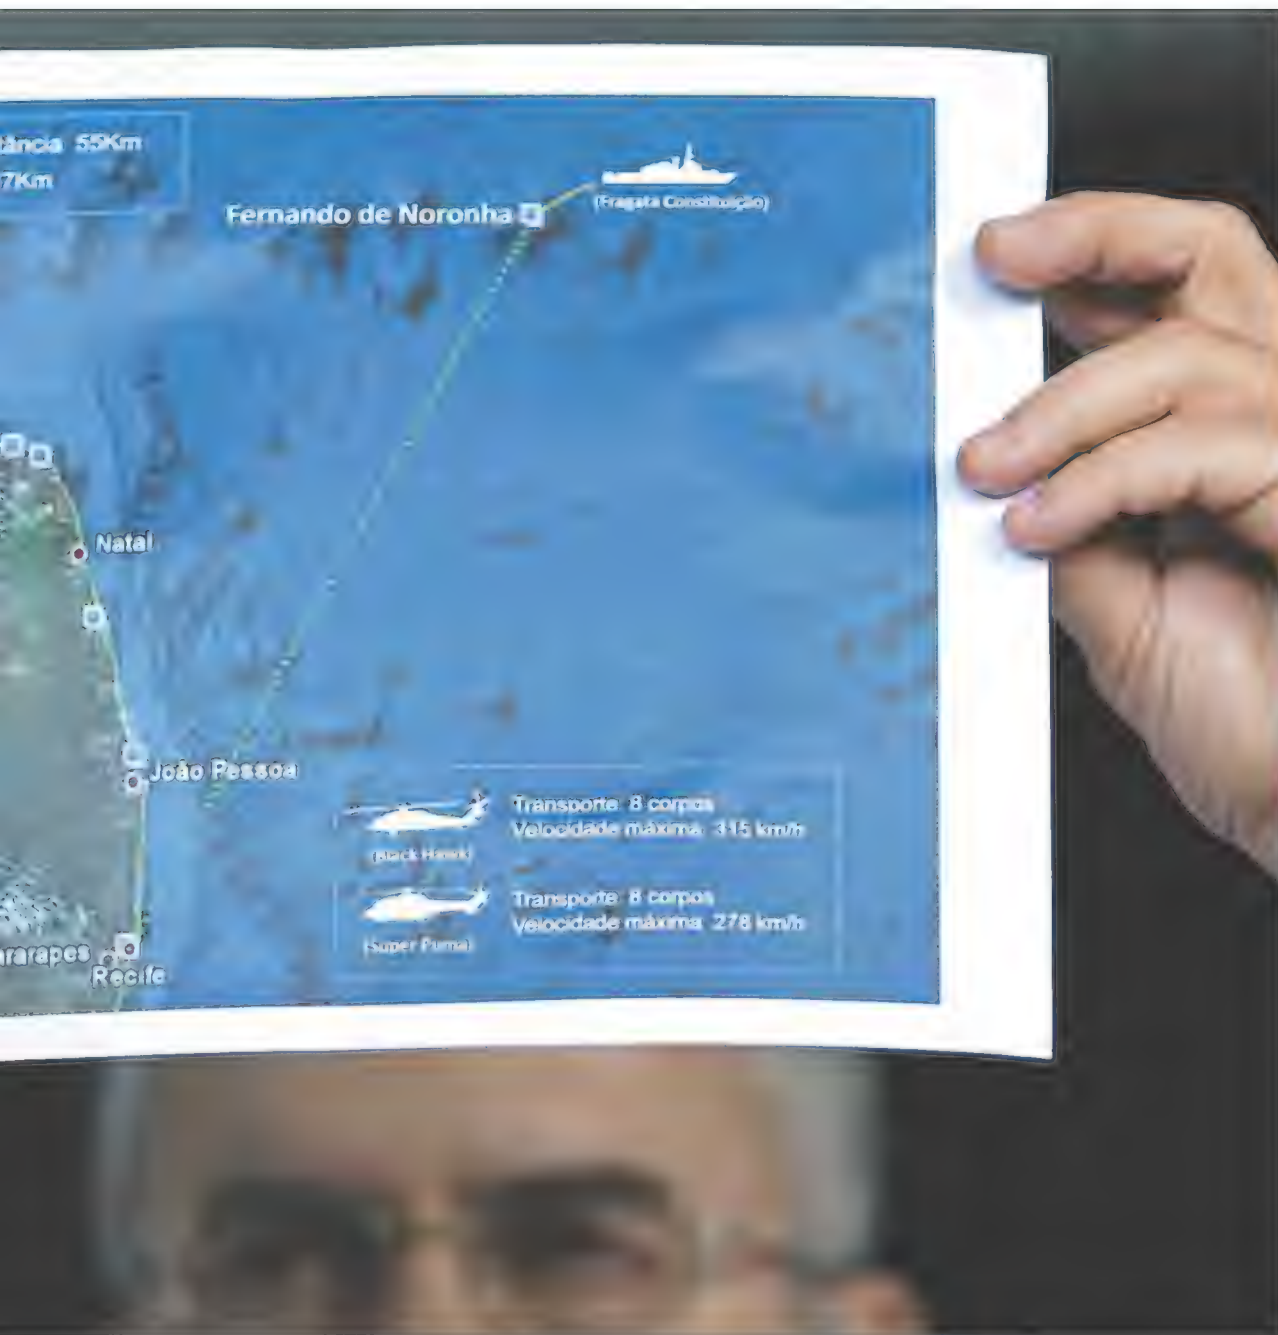 55Km
7Km
Fernando de Noronha
(Fragata Constituição)
Natal
João Pessoa
Transporte 8 corpos
Velocidade máxima 315 km/h
(Black Hawk)
Transporte 8 corpos
Velocidade máxima 278 km/h
(Super Puma)
ararapes
Recife